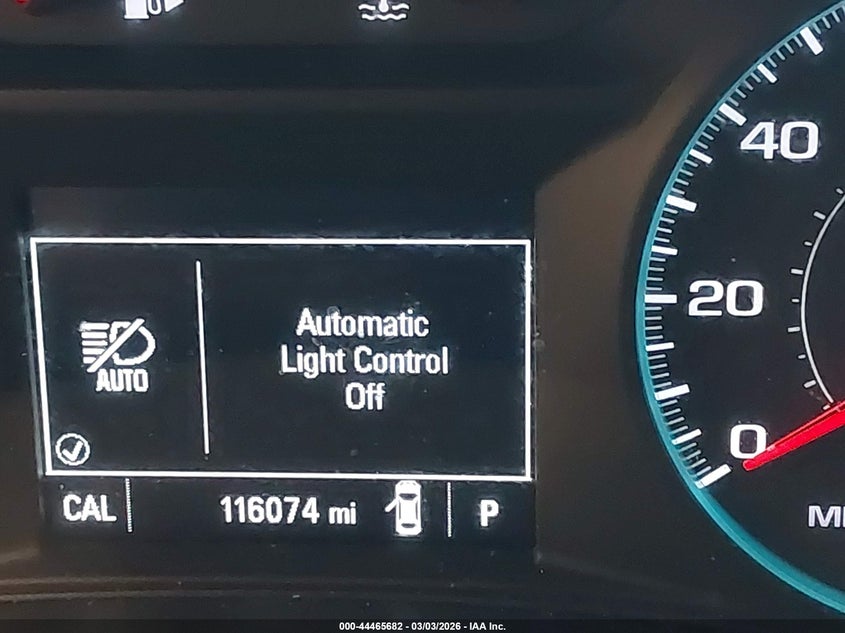 40
20
0
AUTO
Automatic
Light Control
Off
CAL 116074 mi P
000-44465682 - 03/03/2026 - IAA Inc.